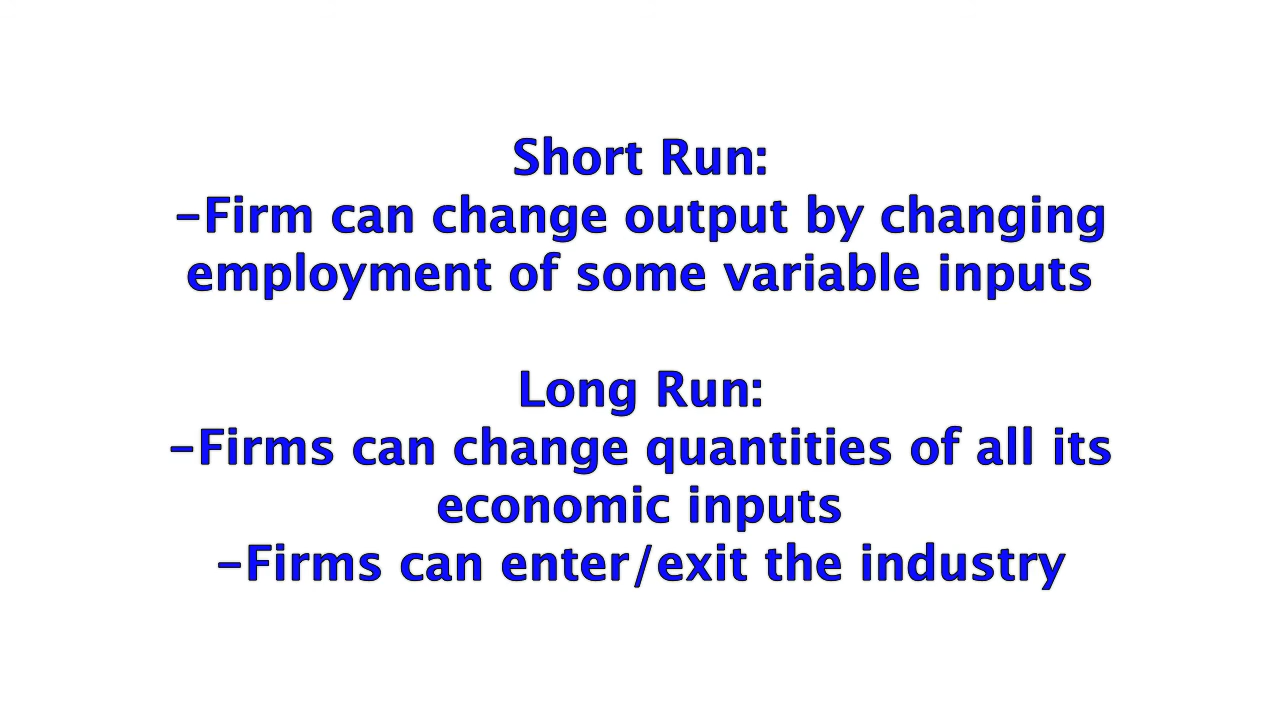 Short Run:
-Firm can change output by changing
employment of some variable inputs
Long Run:
-Firms can change quantities of all its
economic inputs
-Firms can enter/exit the industry